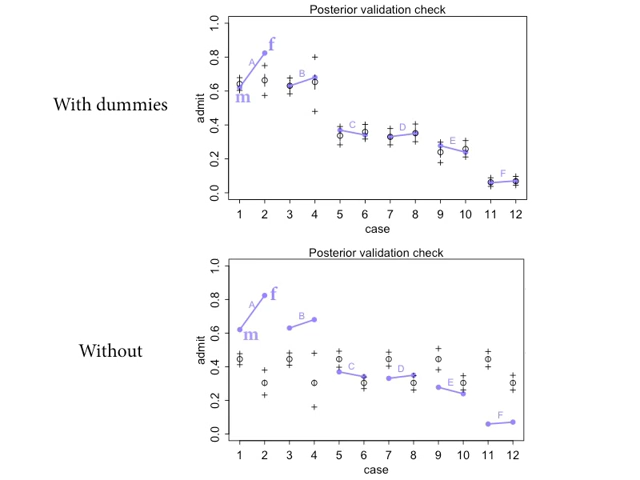 Posterior validation check
With dummies
admit
0.0 0.2 0.4 0.6 0.8 1.0
A B C D E F
f
m
1 2 3 4 5 6 7 8 9 10 11 12
case
Posterior validation check
Without
admit
0.0 0.2 0.4 0.6 0.8 1.0
A B C D E F
f
m
1 2 3 4 5 6 7 8 9 10 11 12
case